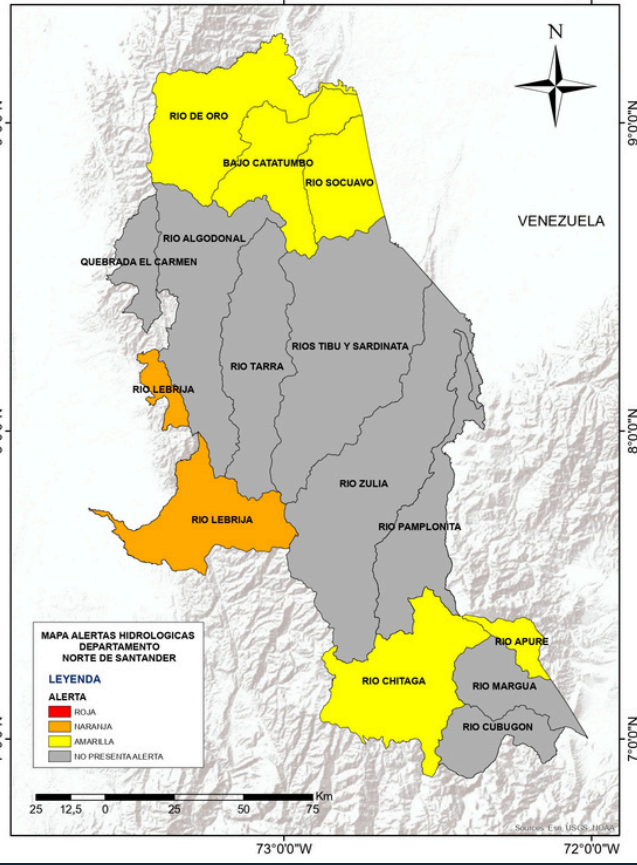 N
VENEZUELA
9°0'0"N
RIO DE ORO
BAJO CATATUMBO
RIO SOCUAVO
RIO ALGODONAL
QUEBRADA EL CARMEN
RIOS TIBU Y SARDINATA
RIO TARRA
RIO LEBRIJA
8°0'0"N
RIO ZULIA
RIO LEBRIJA
RIO PAMPLONITA
RIO APURE
RIO CHITAGA
RIO MARGUA
RIO CUBUGON
7°0'0"N
MAPA ALERTAS HIDROLOGICAS
DEPARTAMENTO
NORTE DE SANTANDER
LEYENDA
ALERTA
ROJA
NARANJA
AMARILLA
NO PRESENTA ALERTA
Km
25 12,5 0 25 50 75
Sources: Esri, USGS, NOAA
73°0'0"W 72°0'0"W